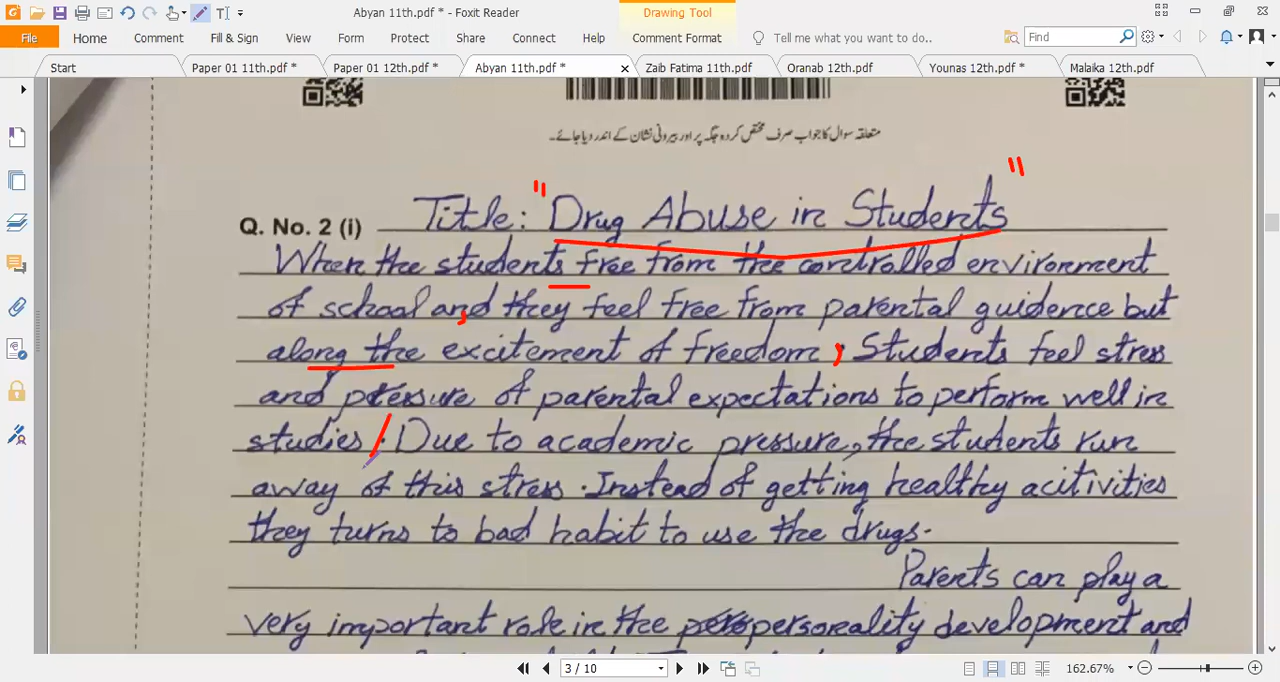 Abyan 11th.pdf * - Foxit Reader
Drawing Tool
File Home Comment Fill & Sign View Form Protect Share Connect Help Comment Format Tell me what you want to do.. Find
Start Paper 01 11th.pdf * Paper 01 12th.pdf * Abyan 11th.pdf * Zaib Fatima 11th.pdf Oranab 12th.pdf Younas 12th.pdf * Malaika 12th.pdf
متعلقہ سوال کا جواب صرف مختص کردہ جگہ پر اور بیرونی نشان کے اندر دیا جائے۔
Title: "Drug Abuse in Students"
Q. No. 2 (i)
When the students free from the controlled environment
of school and, they feel free from parental guidance but
along the excitement of freedom , Students feel stress
and pressure of parental expectations to perform well in
studies /. Due to academic pressure, the students run
away of this stress. Instead of getting healthy acitivities
they turns to bad habit to use the drugs.
Parents can play a
very important role in the personality development and
3 / 10
162.67%